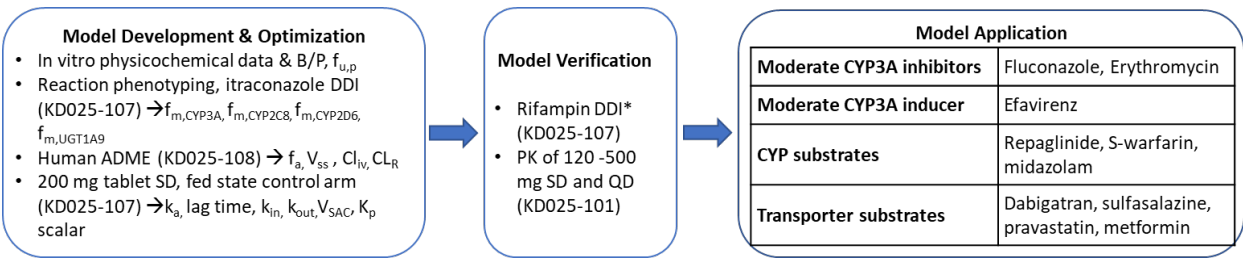 Model Development & Optimization
• In vitro physicochemical data & B/P, fu,p
• Reaction phenotyping, itraconazole DDI
(KD025-107) →fm,CYP3A, fm,CYP2C8, fm,CYP2D6,
fm,UGT1A9
• Human ADME (KD025-108) → fa, Vss , Cliv, CLR
• 200 mg tablet SD, fed state control arm
(KD025-107) →ka, lag time, kin, kout, VSAC, Kp
scalar
Model Verification
• Rifampin DDI*
(KD025-107)
• PK of 120 -500
mg SD and QD
(KD025-101)
Model Application
Moderate CYP3A inhibitors Fluconazole, Erythromycin
Moderate CYP3A inducer Efavirenz
CYP substrates Repaglinide, S-warfarin,
midazolam
Transporter substrates Dabigatran, sulfasalazine,
pravastatin, metformin